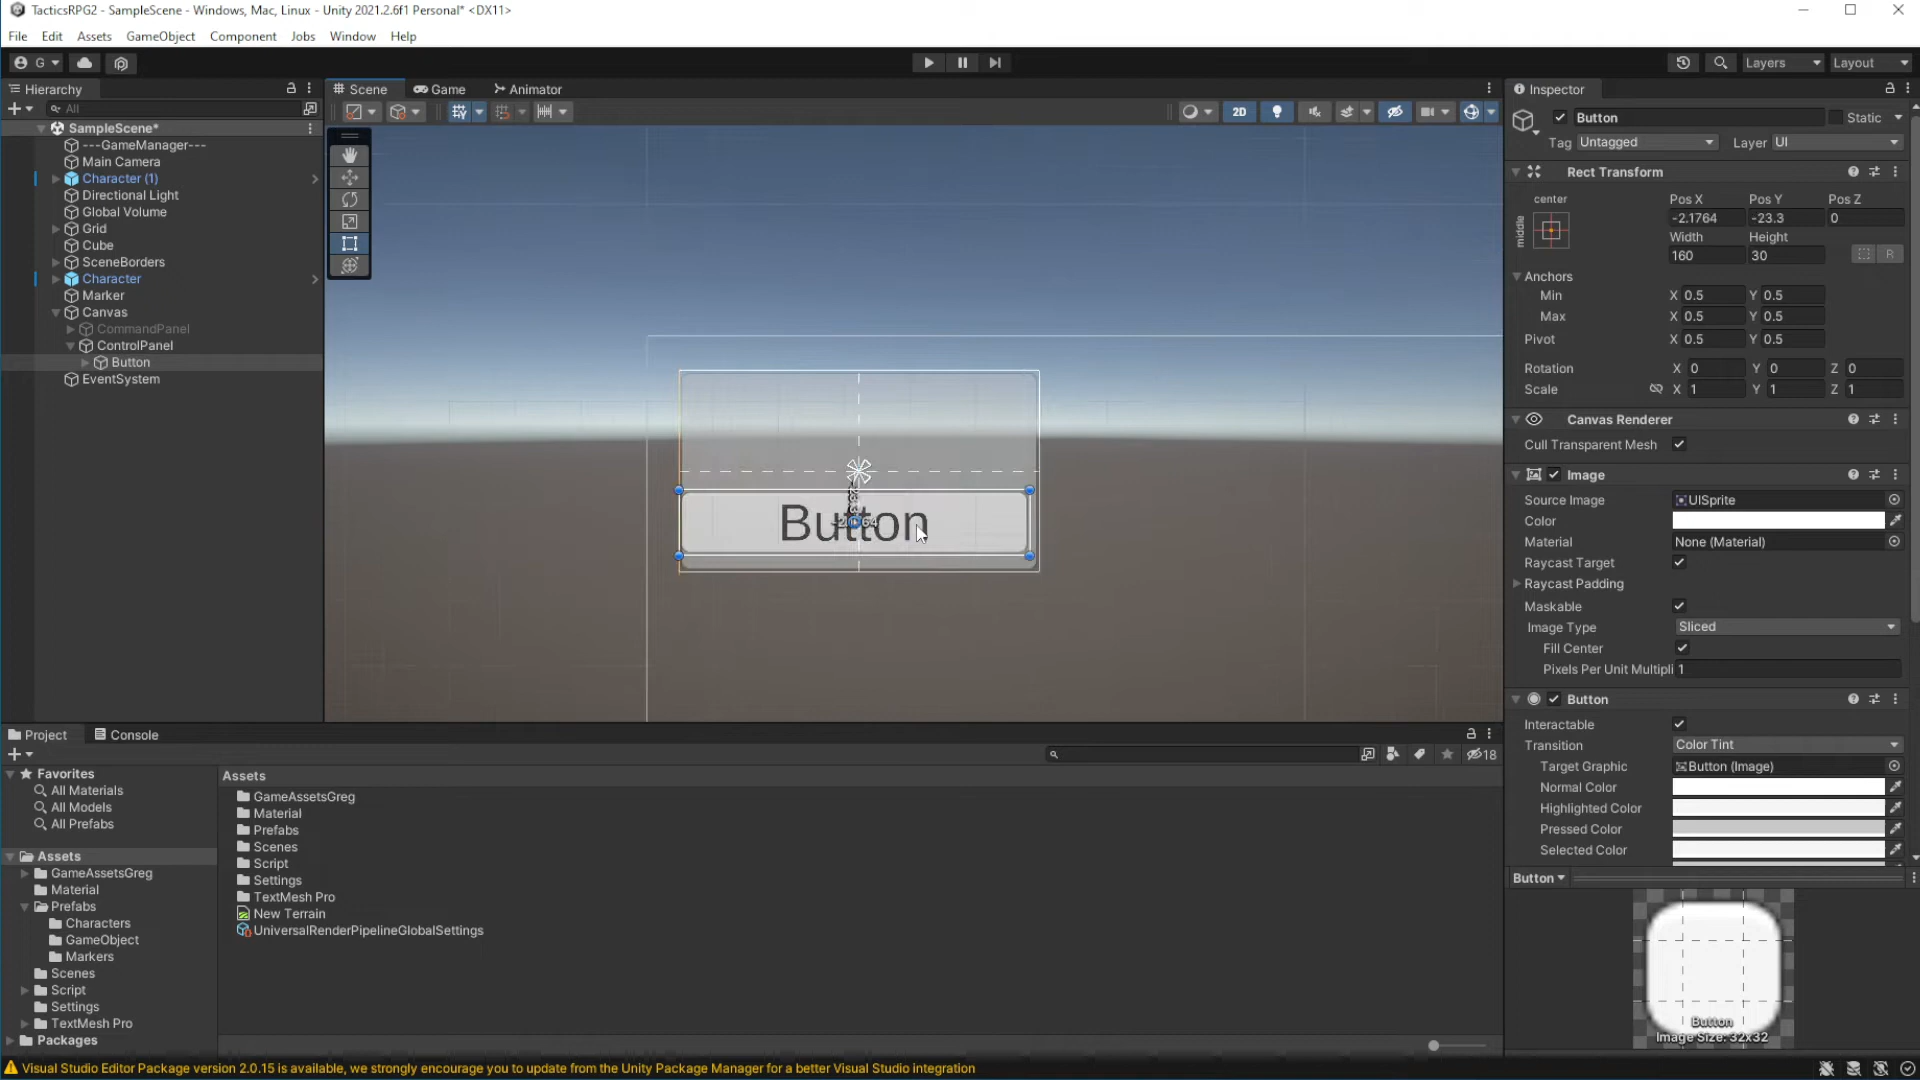 TacticsRPG2 - SampleScene - Windows, Mac, Linux - Unity 2021.2.6f1 Personal* <DX11>
File Edit Assets GameObject Component Jobs Window Help
G
Layers Layout
Hierarchy
All
SampleScene*
---GameManager---
Main Camera
Character (1)
Directional Light
Global Volume
Grid
Cube
SceneBorders
Character
Marker
Canvas
CommandPanel
ControlPanel
Button
EventSystem
Scene Game Animator
2D
Button
Inspector
Button Static
Tag Untagged Layer UI
Rect Transform
center Pos X Pos Y Pos Z
middle -2.1764 -23.3 0
Width Height
160 30 R
Anchors
Min X 0.5 Y 0.5
Max X 0.5 Y 0.5
Pivot X 0.5 Y 0.5
Rotation X 0 Y 0 Z 0
Scale X 1 Y 1 Z 1
Canvas Renderer
Cull Transparent Mesh
Image
Source Image UISprite
Color
Material None (Material)
Raycast Target
Raycast Padding
Maskable
Image Type Sliced
Fill Center
Pixels Per Unit Multipli 1
Button
Interactable
Transition Color Tint
Target Graphic Button (Image)
Normal Color
Highlighted Color
Pressed Color
Selected Color
Button
Button
Image Size: 32x32
Project Console
18
Favorites
All Materials
All Models
All Prefabs
Assets
GameAssetsGreg
Material
Prefabs
Characters
GameObject
Markers
Scenes
Script
Settings
TextMesh Pro
Packages
Assets
GameAssetsGreg
Material
Prefabs
Scenes
Script
Settings
TextMesh Pro
New Terrain
UniversalRenderPipelineGlobalSettings
Visual Studio Editor Package version 2.0.15 is available, we strongly encourage you to update from the Unity Package Manager for a better Visual Studio integration